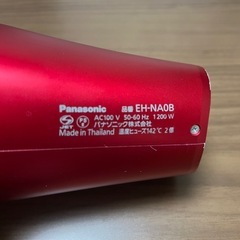 Panasonic 品番 EH-NA0B
AC100 V 50-60 Hz 1200 W
パナソニック株式会社
Made in Thailand 温度ヒューズ142℃ 2個